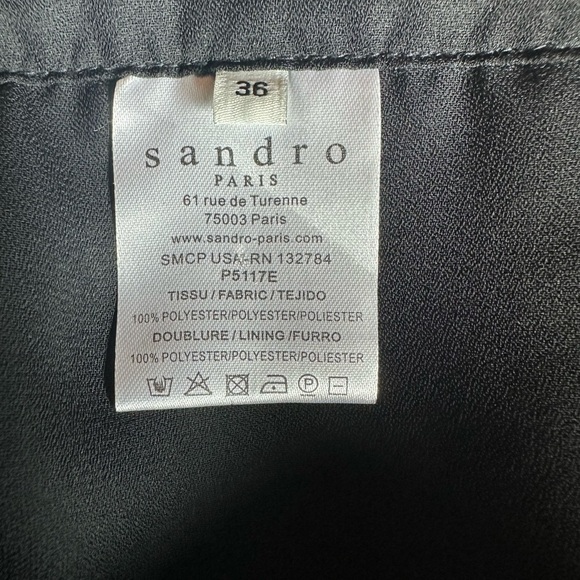 36
sandro
PARIS
61 rue de Turenne
75003 Paris
www.sandro-paris.com
SMCP USA-RN 132784
P5117E
TISSU / FABRIC / TEJIDO
100% POLYESTER/POLYESTER/POLIESTER
DOUBLURE / LINING /FURRO
100% POLYESTER/POLYESTER/POLIESTER
P